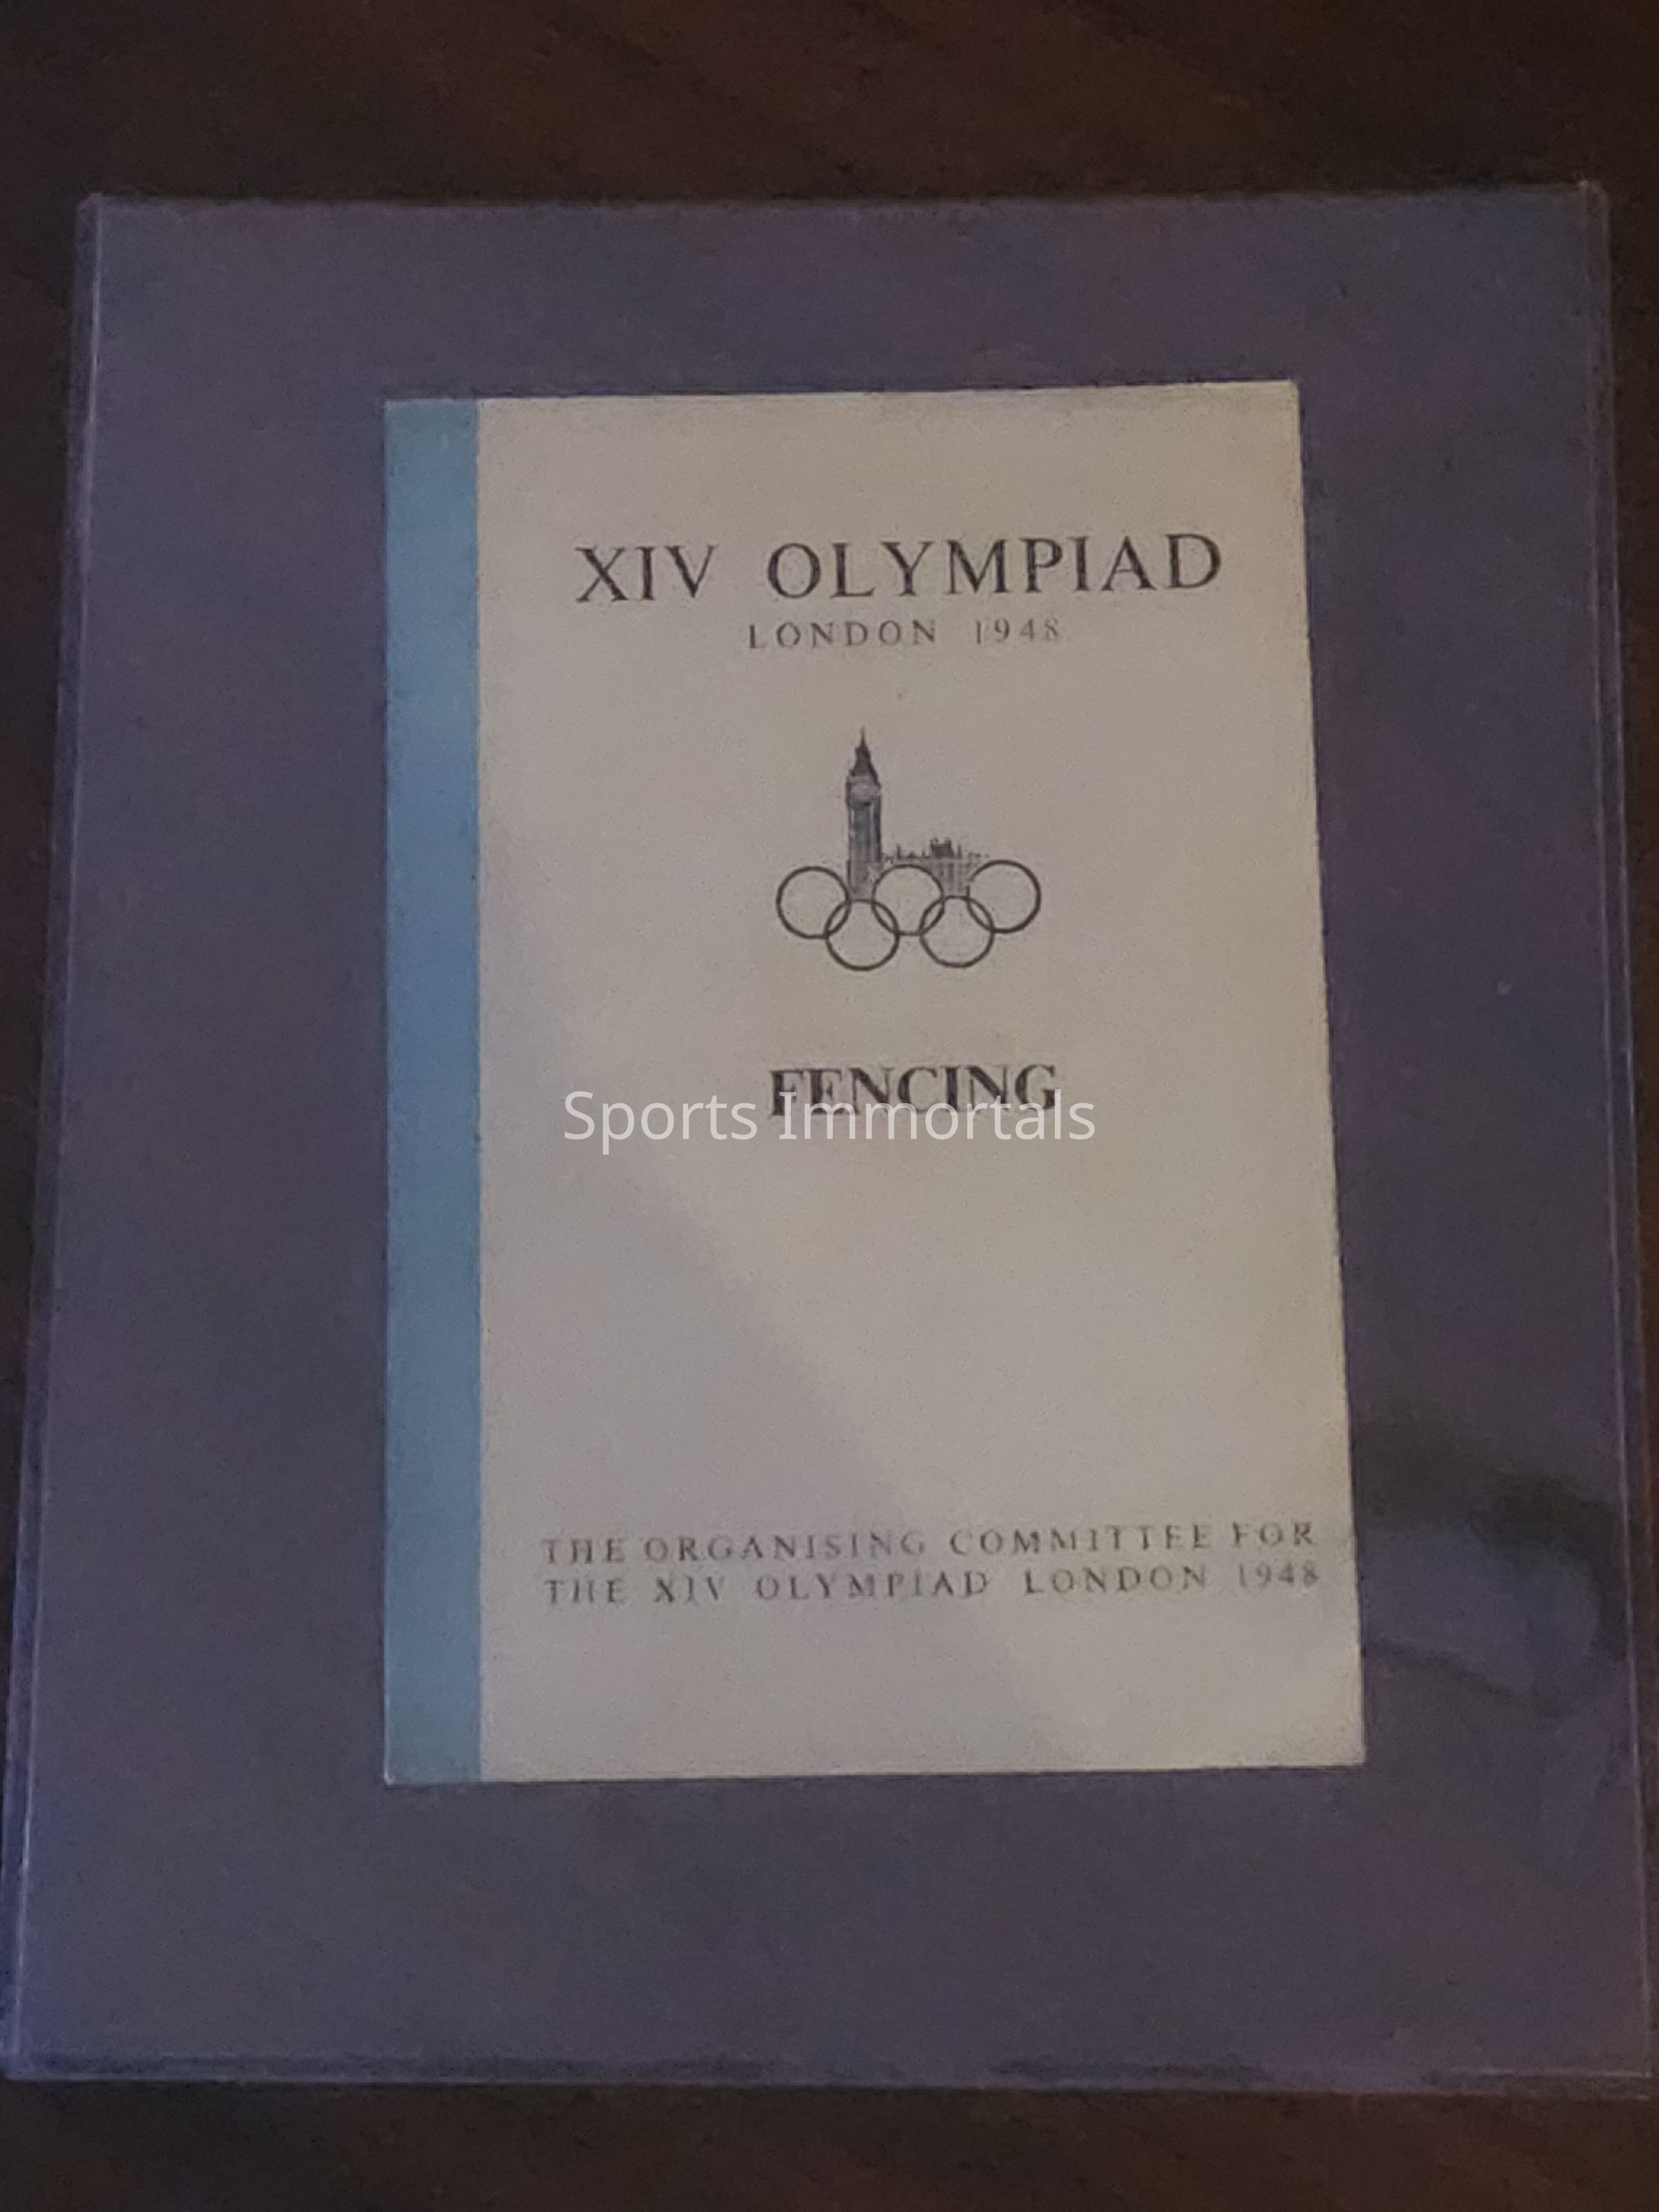 XIV OLYMPIAD
LONDON 1948
FENCING
Sports Immortals
THE ORGANISING COMMITTEE FOR
THE XIV OLYMPIAD LONDON 1948